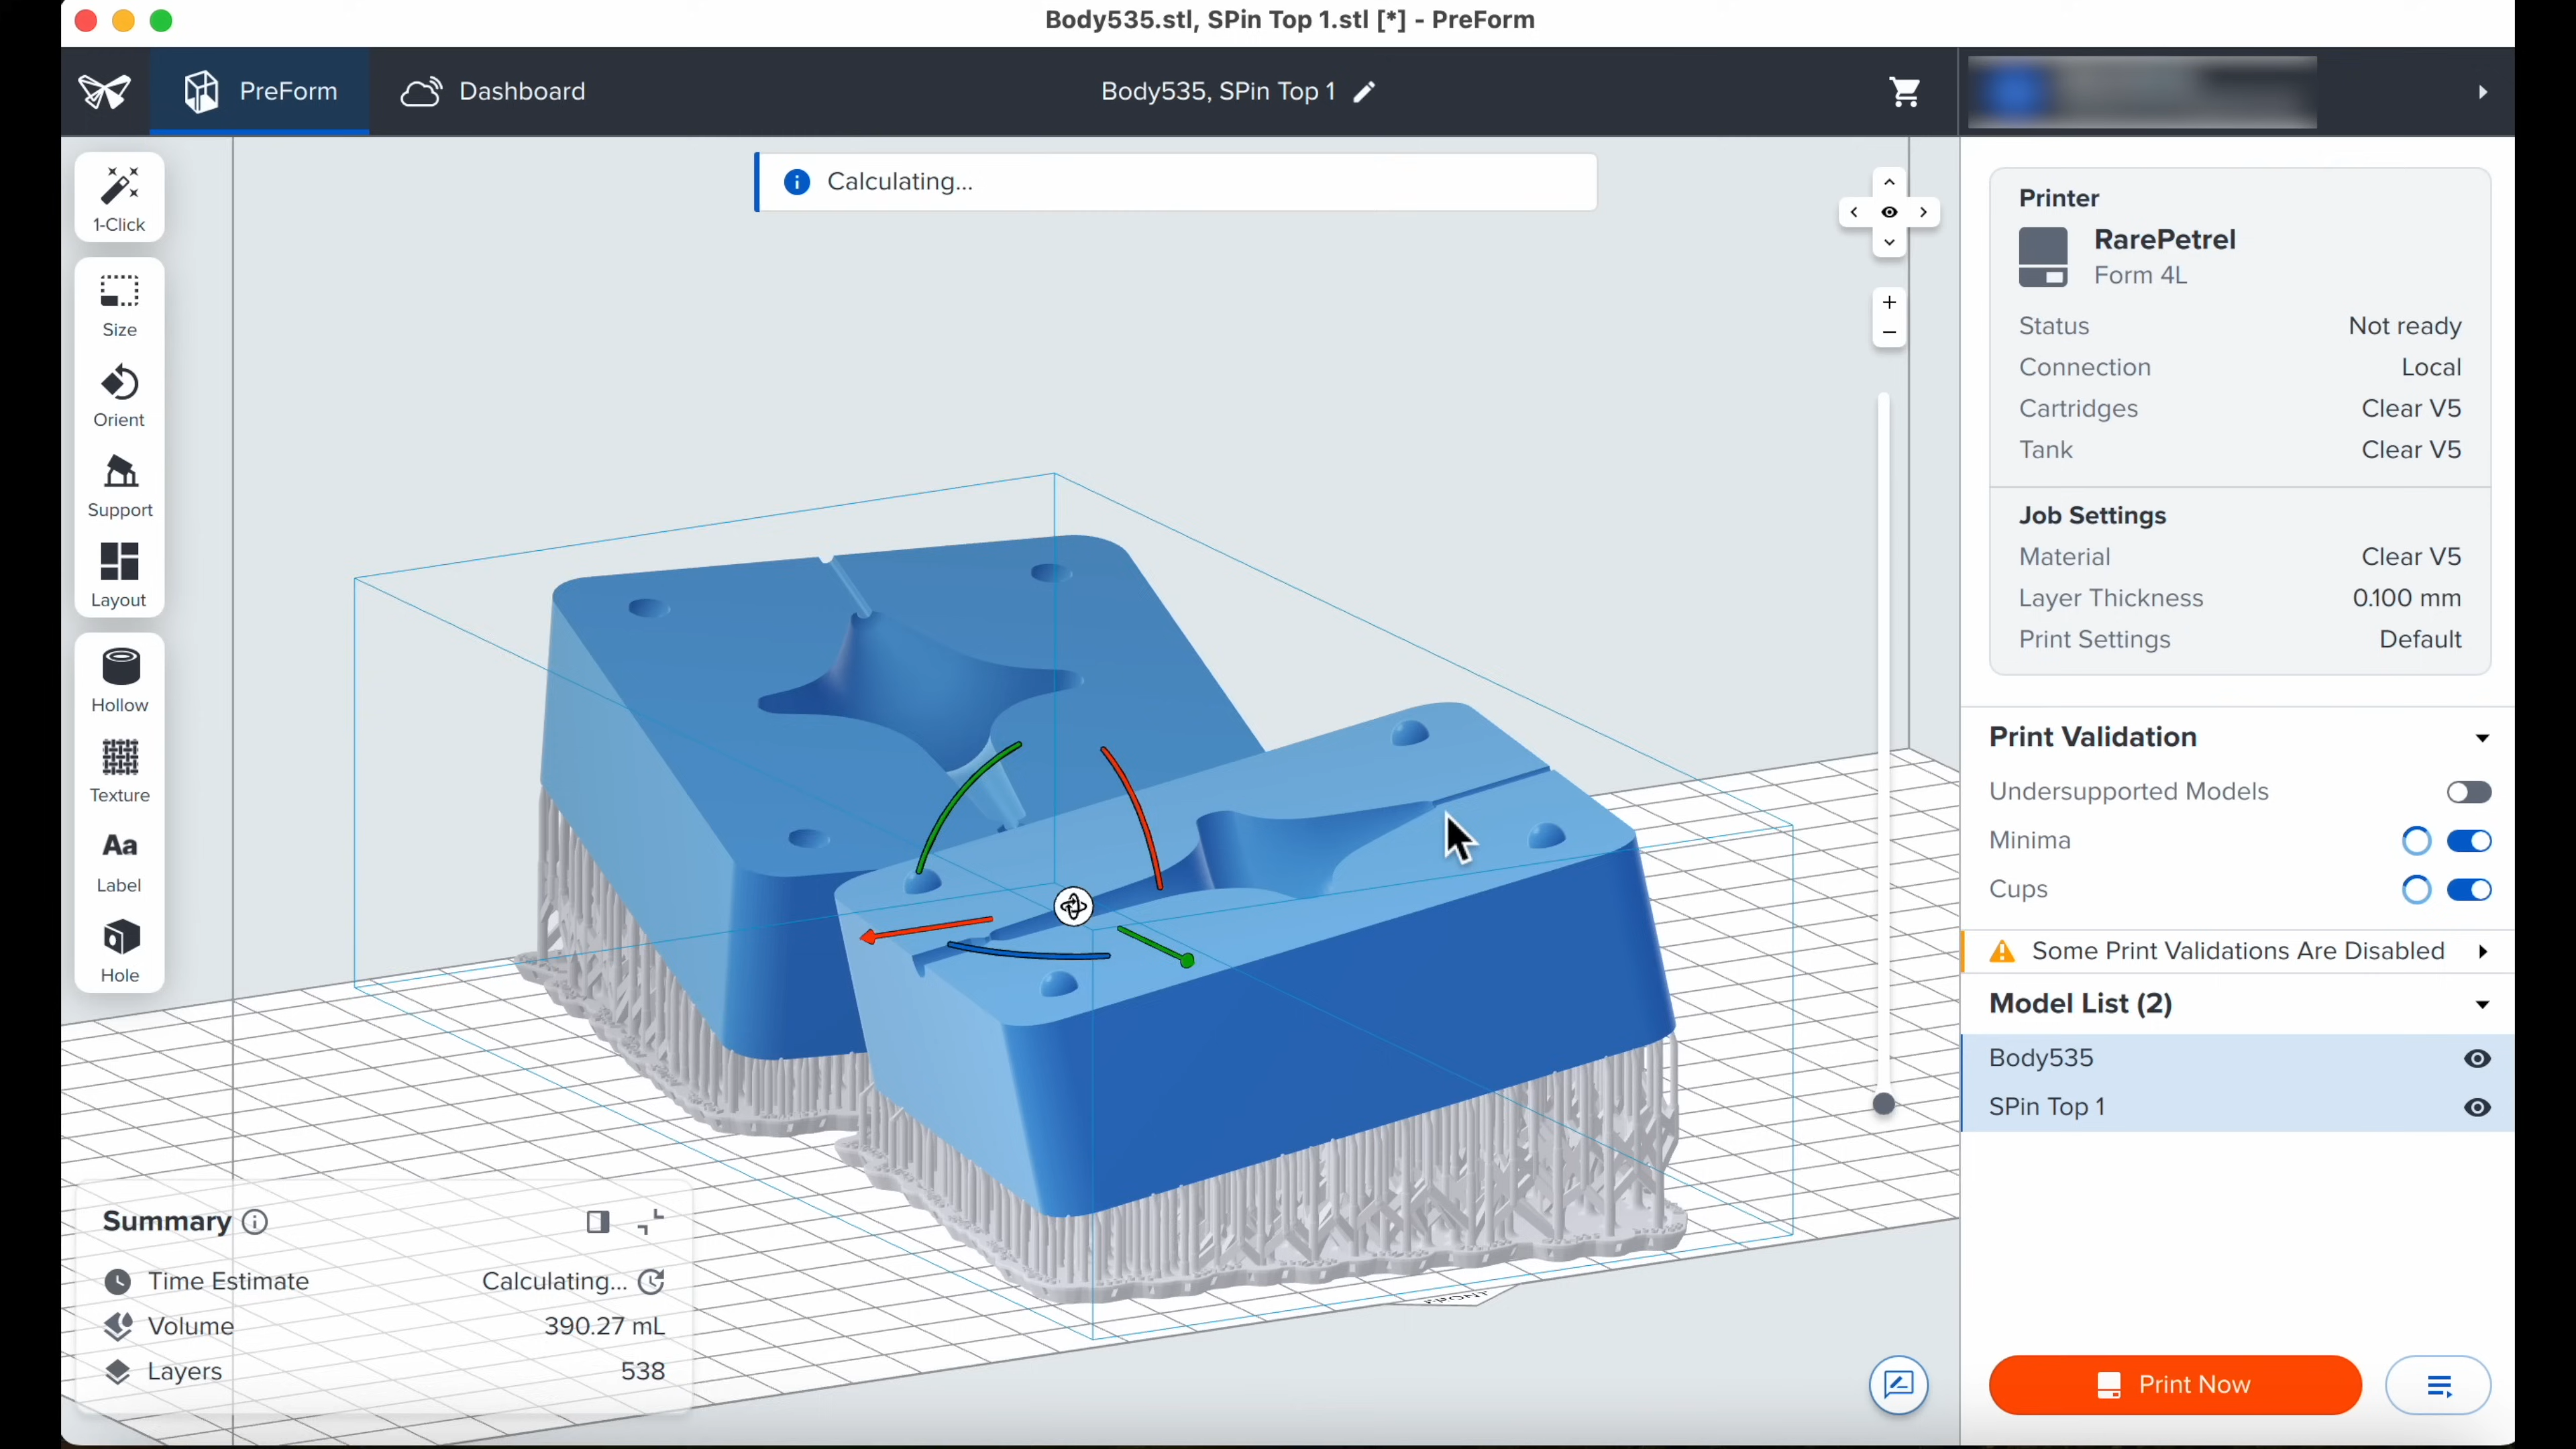 Body535.stl, SPin Top 1.stl [*] - PreForm
PreForm
Dashboard
Body535, SPin Top 1
Calculating...
1-Click
Size
Orient
Support
Layout
Hollow
Texture
Aa
Label
Hole
FRONT
Summary
Time Estimate Calculating...
Volume 390.27 mL
Layers 538
Printer
RarePetrel
Form 4L
Status Not ready
Connection Local
Cartridges Clear V5
Tank Clear V5
Job Settings
Material Clear V5
Layer Thickness 0.100 mm
Print Settings Default
Print Validation
Undersupported Models
Minima
Cups
Some Print Validations Are Disabled
Model List (2)
Body535
SPin Top 1
Print Now